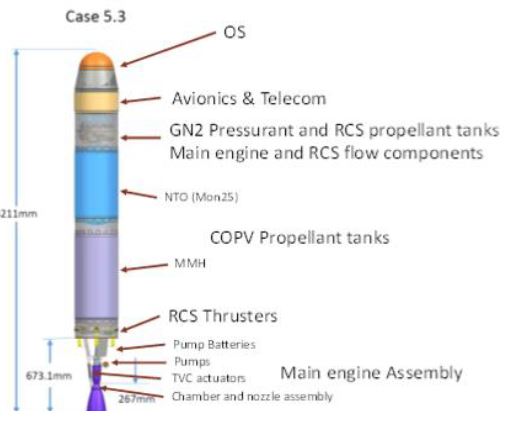 Case 5.3
OS
Avionics & Telecom
GN2 Pressurant and RCS propellant tanks
Main engine and RCS flow components
NTO (Mon25)
211mm
COPV Propellant tanks
MMH
RCS Thrusters
Pump Batteries
Pumps
673.1mm
TVC actuators
Main engine Assembly
267mm
Chamber and nozzle assembly